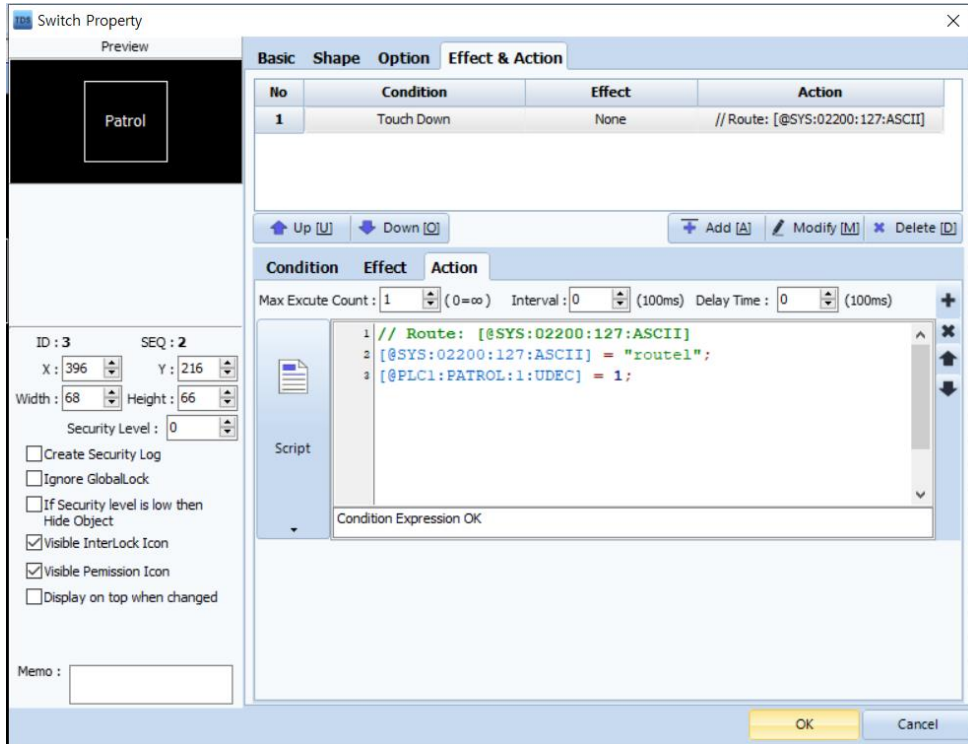 TDS Switch Property
Preview
Patrol
Basic Shape Option Effect & Action
No Condition Effect Action
1 Touch Down None // Route: [@SYS:02200:127:ASCII]
Up [U] Down [O] Add [A] Modify [M] Delete [D]
Condition Effect Action
Max Excute Count : 1 ( 0=∞ ) Interval : 0 (100ms) Delay Time : 0 (100ms)
Script
1 // Route: [@SYS:02200:127:ASCII]
2 [@SYS:02200:127:ASCII] = "route1";
3 [@PLC1:PATROL:1:UDEC] = 1;
Condition Expression OK
ID : 3 SEQ : 2
X : 396 Y : 216
Width : 68 Height : 66
Security Level : 0
Create Security Log
Ignore GlobalLock
If Security level is low then
Hide Object
Visible InterLock Icon
Visible Pemission Icon
Display on top when changed
Memo :
OK Cancel